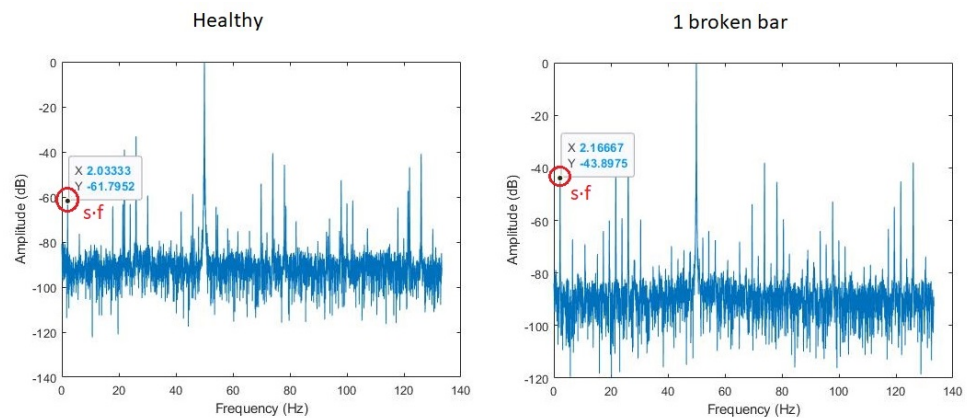 Healthy
0
-20
-40
-60
-80
-100
-120
-140
0 20 40 60 80 100 120 140
Amplitude (dB)
Frequency (Hz)
X 2.03333
Y -61.7952
s·f
1 broken bar
0
-20
-40
-60
-80
-100
-120
0 20 40 60 80 100 120 140
Amplitude (dB)
Frequency (Hz)
X 2.16667
Y -43.8975
s·f